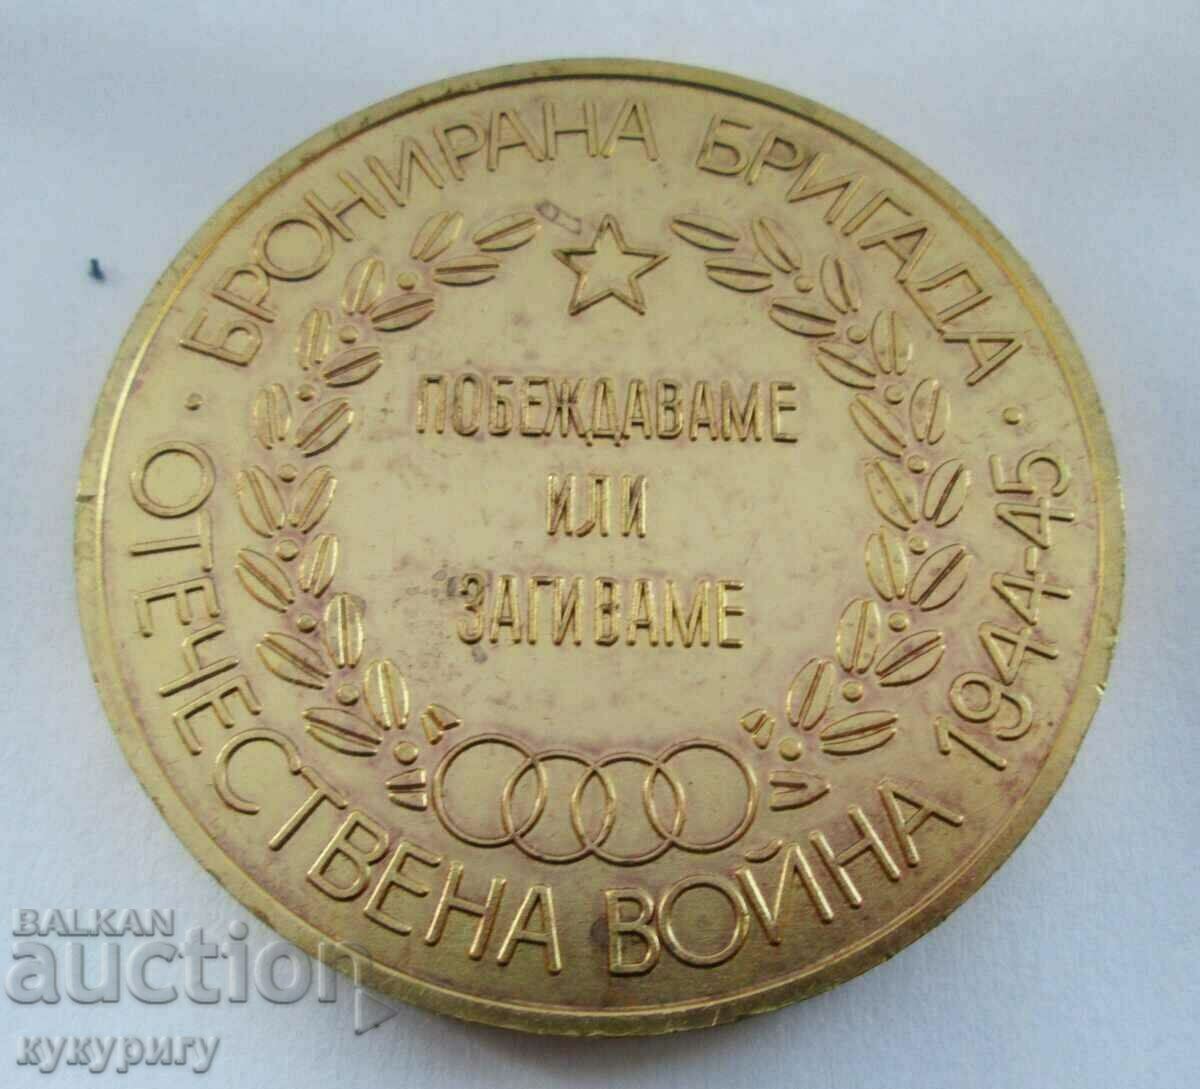 БРОНИРАНА БРИГАДА
ПОБЕЖДАВАМЕ
ИЛИ
ЗАГИВАМЕ
· ОТЕЧЕСТВЕНА ВОЙНА 1944-45 ·
BALKAN
auction
кукуригу